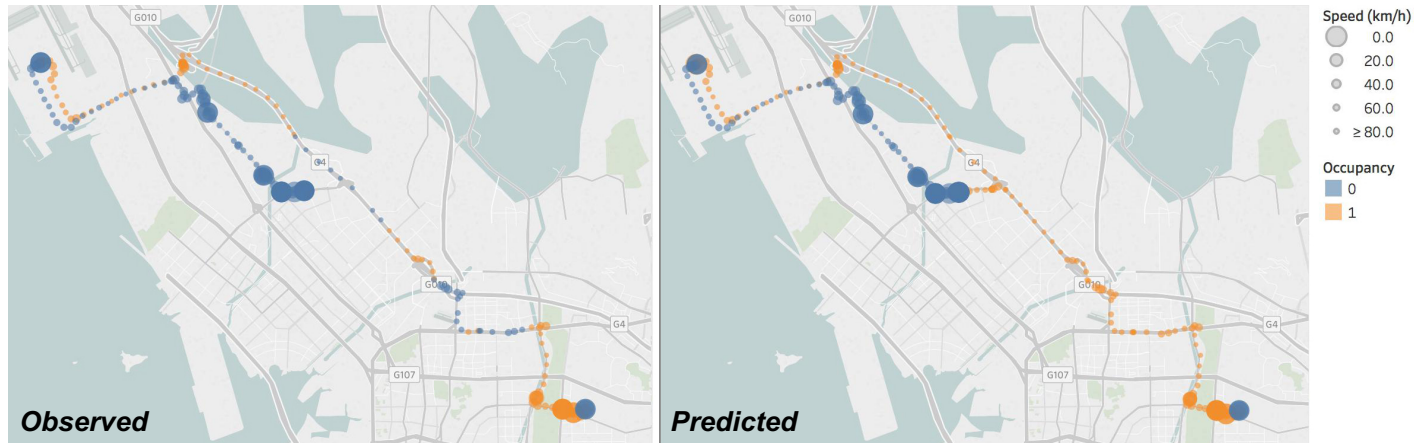 G010
G4
G010
G4
G107
Observed
G010
G4
G010
G4
G107
Predicted
Speed (km/h)
0.0
20.0
40.0
60.0
≥ 80.0
Occupancy
0
1